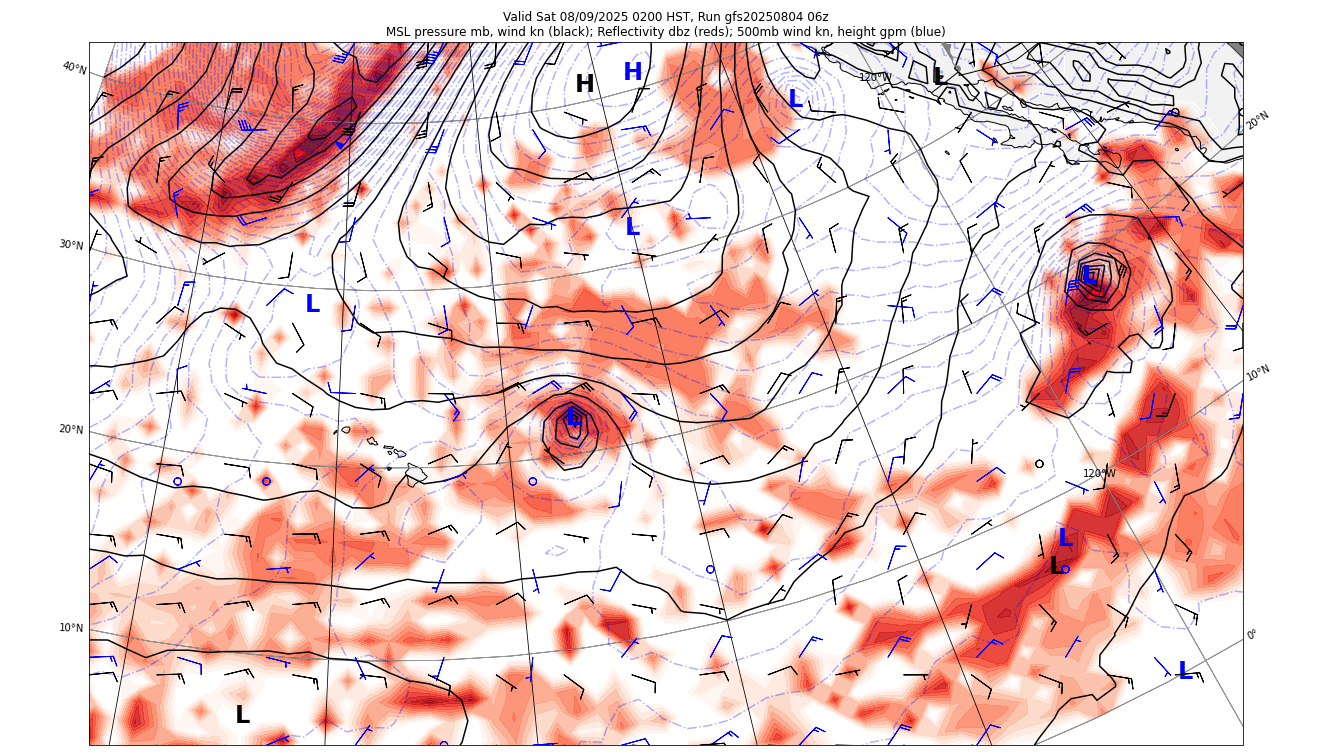 Valid Sat 08/09/2025 0200 HST, Run gfs20250804 06z
MSL pressure mb, wind kn (black); Reflectivity dbz (reds); 500mb wind kn, height gpm (blue)
40°N
H
H
L
120°W
L
20°N
L
30°N
L
L
10°N
L
20°N
120°W
L
L
10°N
0°
L
L